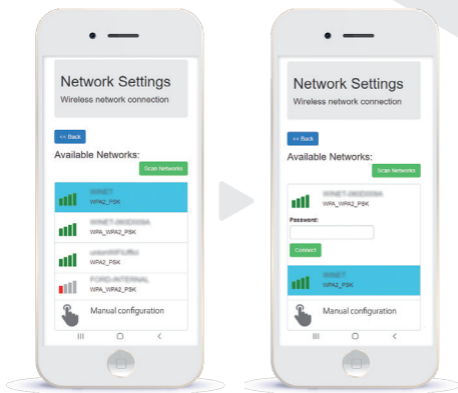 Network Settings
Wireless network connection
<< Back
Available Networks:
Scan Networks
WPA2_PSK
WPA_WPA2_PSK
WPA2_PSK
WPA_WPA2_PSK
Manual configuration
Network Settings
Wireless network connection
<< Back
Available Networks:
Scan Networks
WPA_WPA2_PSK
Password:
Connect
WPA2_PSK
Manual configuration